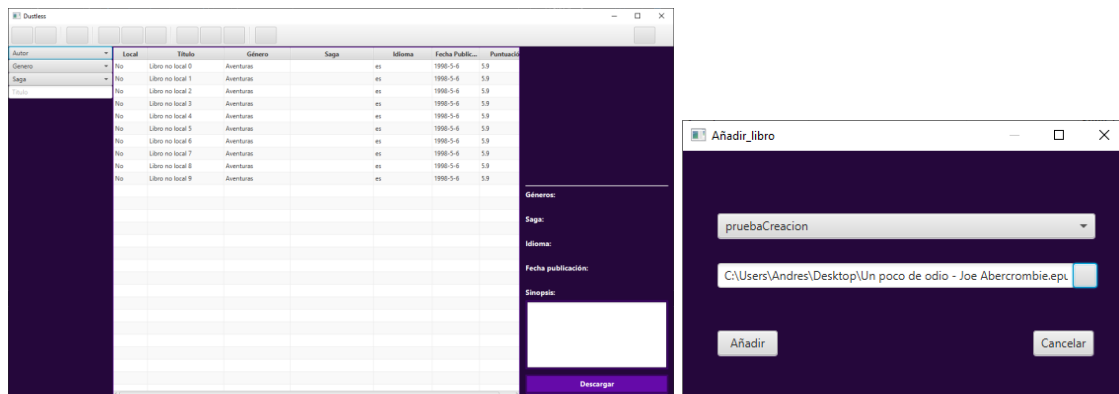 Dustless
Autor
Genero
Saga
Título
Local Título Género Saga Idioma Fecha Public... Puntuació
No Libro no local 0 Aventuras es 1998-5-6 5.9
No Libro no local 1 Aventuras es 1998-5-6 5.9
No Libro no local 2 Aventuras es 1998-5-6 5.9
No Libro no local 3 Aventuras es 1998-5-6 5.9
No Libro no local 4 Aventuras es 1998-5-6 5.9
No Libro no local 5 Aventuras es 1998-5-6 5.9
No Libro no local 6 Aventuras es 1998-5-6 5.9
No Libro no local 7 Aventuras es 1998-5-6 5.9
No Libro no local 8 Aventuras es 1998-5-6 5.9
No Libro no local 9 Aventuras es 1998-5-6 5.9
Géneros:
Saga:
Idioma:
Fecha publicación:
Sinopsis:
Descargar
Añadir_libro
pruebaCreacion
C:\Users\Andres\Desktop\Un poco de odio - Joe Abercrombie.epu
Añadir Cancelar